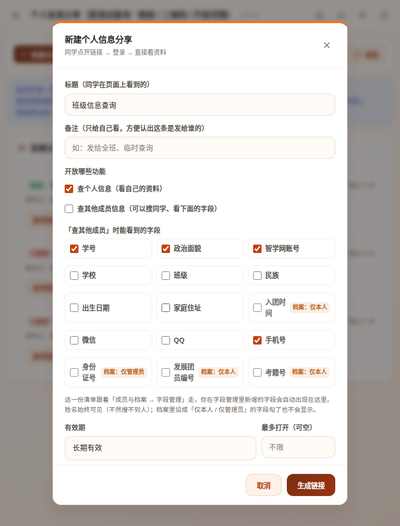 新建个人信息分享
同学点开链接 → 登录 → 直接看资料
标题（同学在页面上看到的）
班级信息查询
备注（只给自己看，方便认出这条是发给谁的）
如：发给全班、临时查询
开放哪些功能
查个人信息（看自己的资料）
查其他成员信息（可以搜同学、看下面的字段）
「查其他成员」时能看到的字段
学号 政治面貌 智学网账号
学校 班级 民族
出生日期 家庭住址 入团时间 档案：仅本人
微信 QQ 手机号
身份证号 档案：仅管理员 发展团员编号 档案：仅本人 考籍号 档案：仅本人
这一份清单跟着「成员与档案 → 字段管理」走，你在字段管理里新增的字段会自动出现在这里。
姓名始终可见（不然搜不到人）；档案里设成「仅本人 / 仅管理员」的字段勾了也不会显示。
有效期 最多打开（可空）
长期有效 不限
取消 生成链接